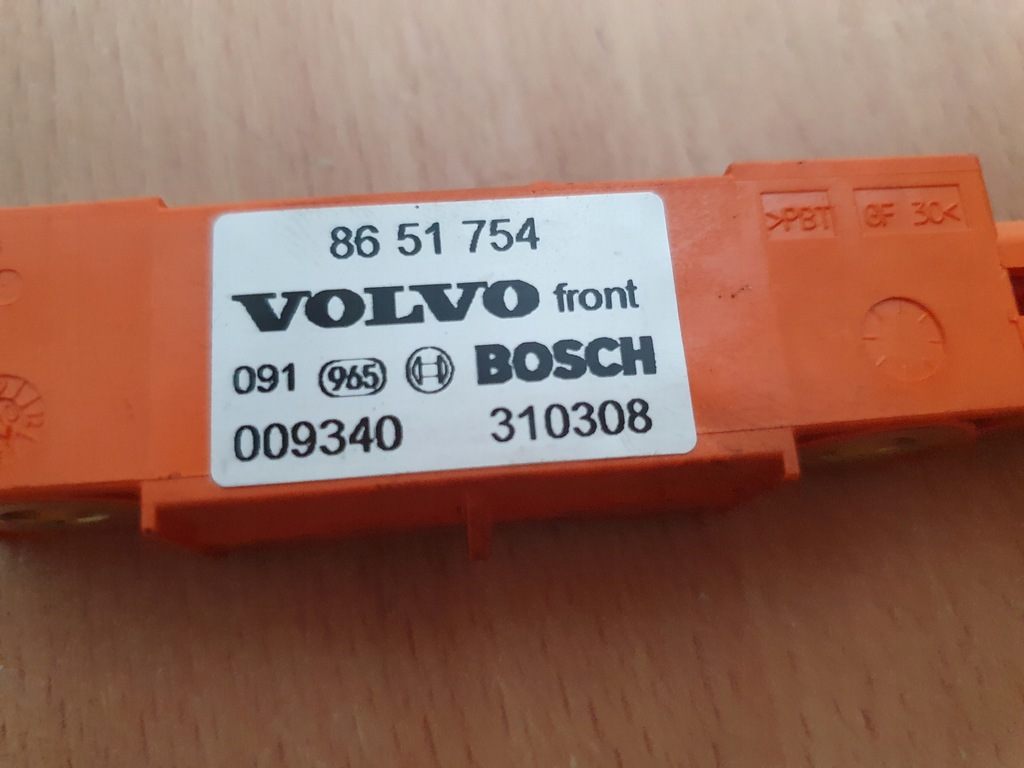 86 51 754
VOLVO front
091 965 BOSCH
009340 310308
>PBT GF 30<